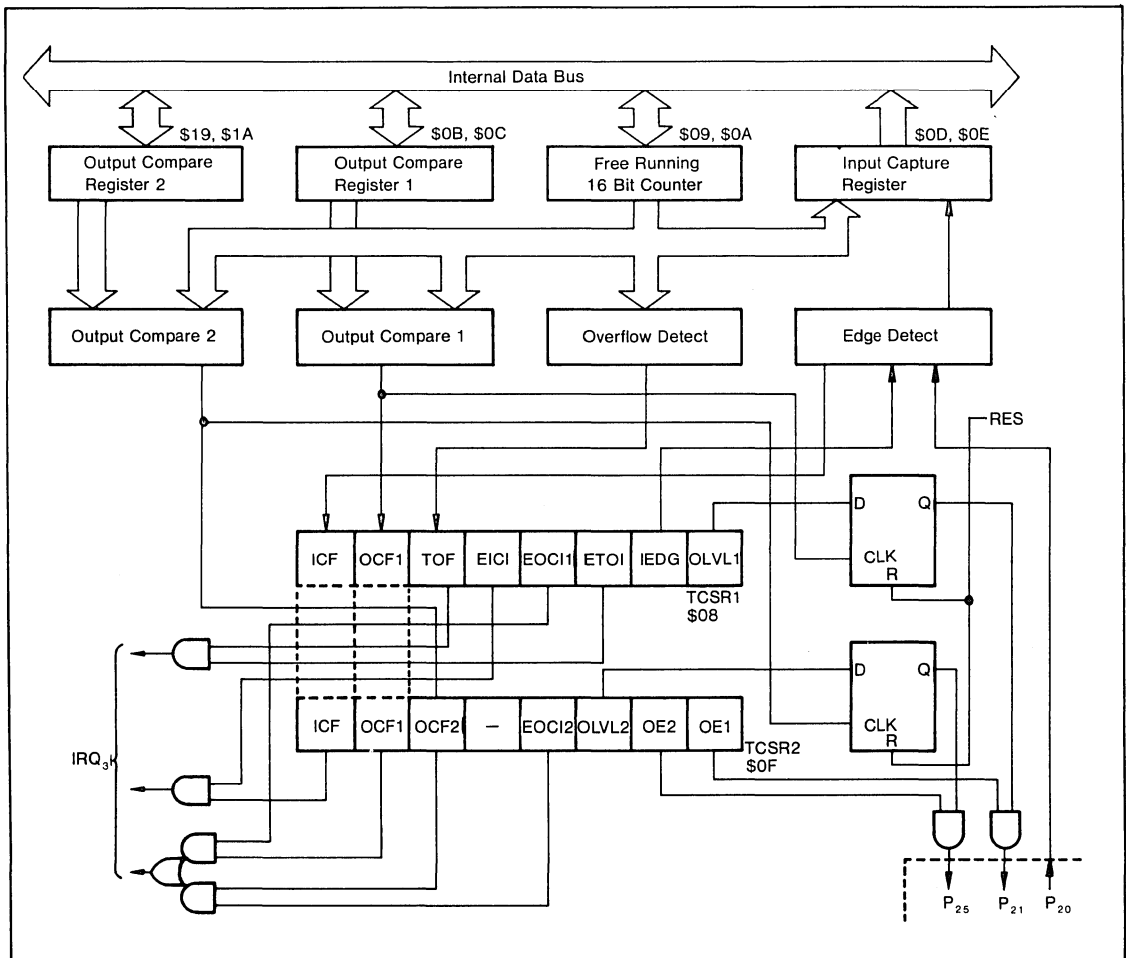 Internal Data Bus
$19, $1A
$0B, $0C
$09, $0A
$0D, $0E
Output Compare
Register 2
Output Compare
Register 1
Free Running
16 Bit Counter
Input Capture
Register
Output Compare 2
Output Compare 1
Overflow Detect
Edge Detect
RES
D Q
CLK
R
ICF OCF1 TOF EICI EOCI1 ETOI IEDG OLVL1
TCSR1
$08
D Q
CLK
R
ICF OCF1 OCF2 — EOCI2 OLVL2 OE2 OE1
TCSR2
$0F
IRQ₃
P₂₅ P₂₁ P₂₀